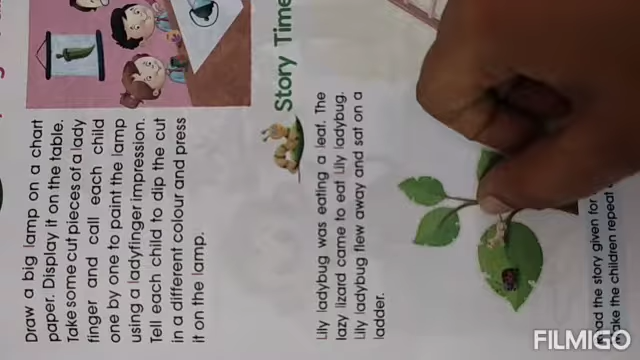 Draw a big lamp on a chart
paper. Display it on the table.
Take some cut pieces of a lady
finger and call each child
one by one to paint the lamp
using a ladyfinger impression.
Tell each child to dip the cut
in a different colour and press
it on the lamp.
Story Time
Lily ladybug was eating a leaf. The
lazy lizard came to eat Lily ladybug.
Lily ladybug flew away and sat on a
ladder.
the story given for
the children repeat
FILMIGO